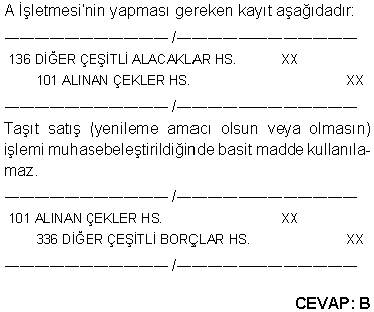 A İşletmesi'nin yapması gereken kayıt aşağıdadır:
——————————— /————————————
136 DİĞER ÇEŞİTLİ ALACAKLAR HS. XX
101 ALINAN ÇEKLER HS. XX
——————————— /————————————
Taşıt satış (yenileme amacı olsun veya olmasın)
işlemi muhasebeleştirildiğinde basit madde kullanıla-
maz.
——————————— /————————————
101 ALINAN ÇEKLER HS. XX
336 DİĞER ÇEŞİTLİ BORÇLAR HS. XX
——————————— /————————————
CEVAP: B